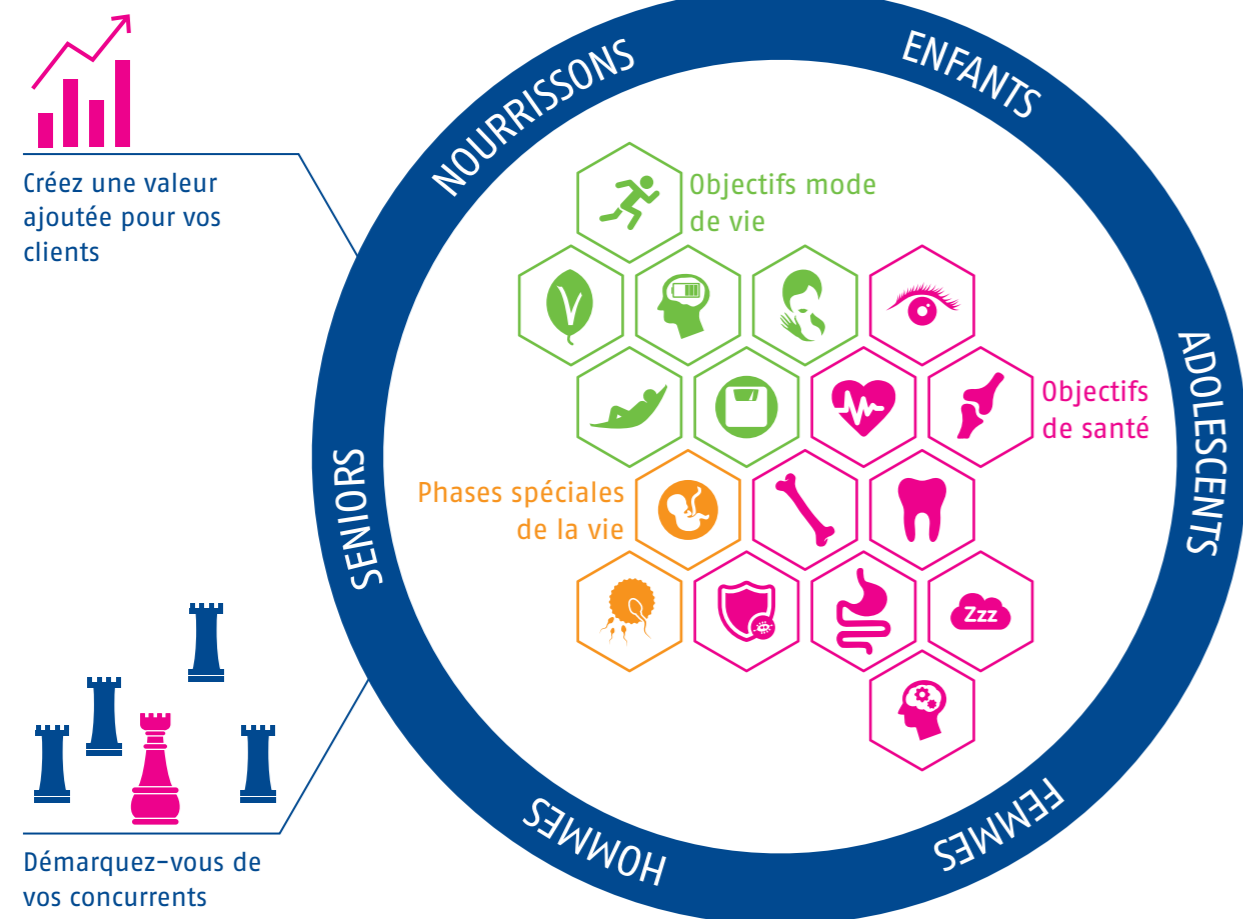 Créez une valeur
ajoutée pour vos
clients
NOURRISSONS
ENFANTS
ADOLESCENTS
FEMMES
HOMMES
SENIORS
Objectifs mode
de vie
V
Objectifs
de santé
Phases spéciales
de la vie
Zzz
Démarquez-vous de
vos concurrents